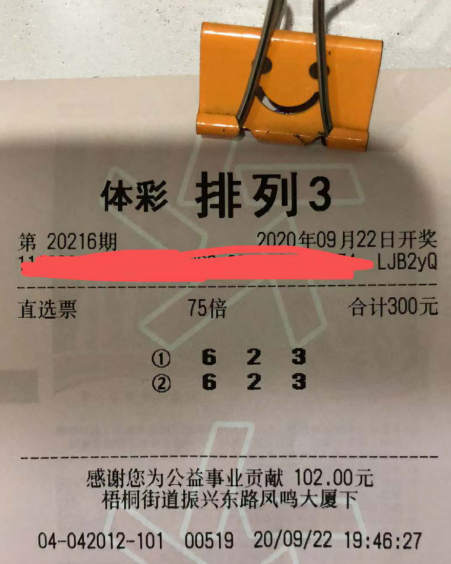 体彩 排列3
第 20216期 2020年09月22日开奖
LJB2yQ
直选票 75倍 合计300元
① 6 2 3
② 6 2 3
感谢您为公益事业贡献 102.00元
梧桐街道振兴东路凤鸣大厦下
04-042012-101 00519 20/09/22 19:46:27